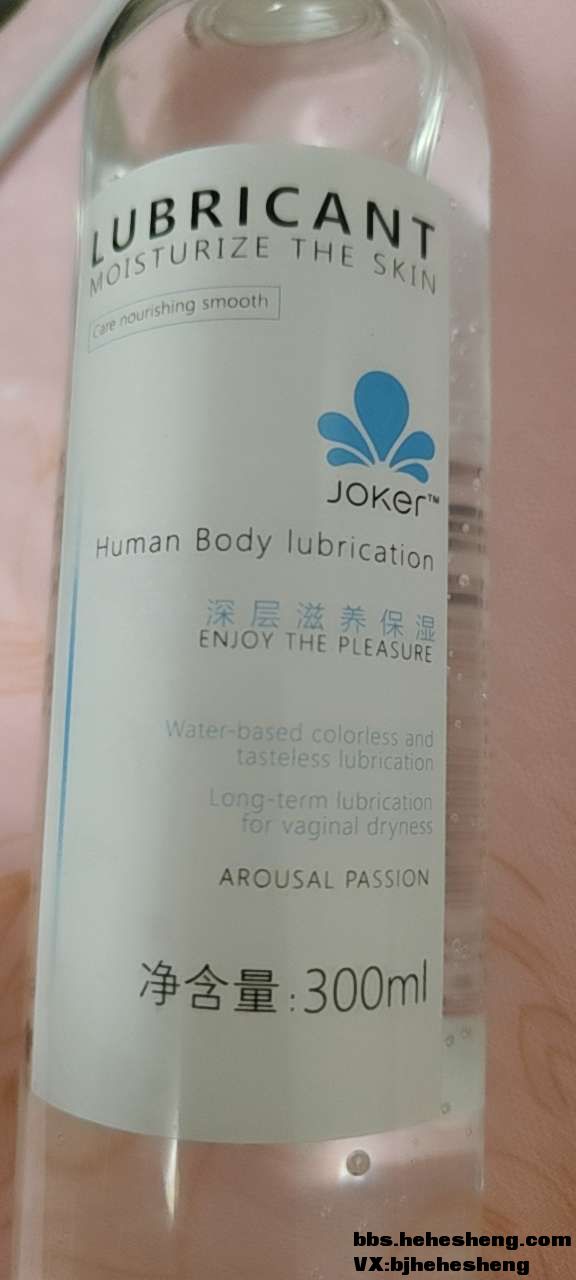 LUBRICANT
MOISTURIZE THE SKIN
Care nourishing smooth
JOKer™
Human Body lubrication
深层滋养保湿
ENJOY THE PLEASURE
Water-based colorless and
tasteless lubrication
Long-term lubrication
for vaginal dryness
AROUSAL PASSION
净含量:300ml
bbs.hehesheng.com
VX:bjhehesheng